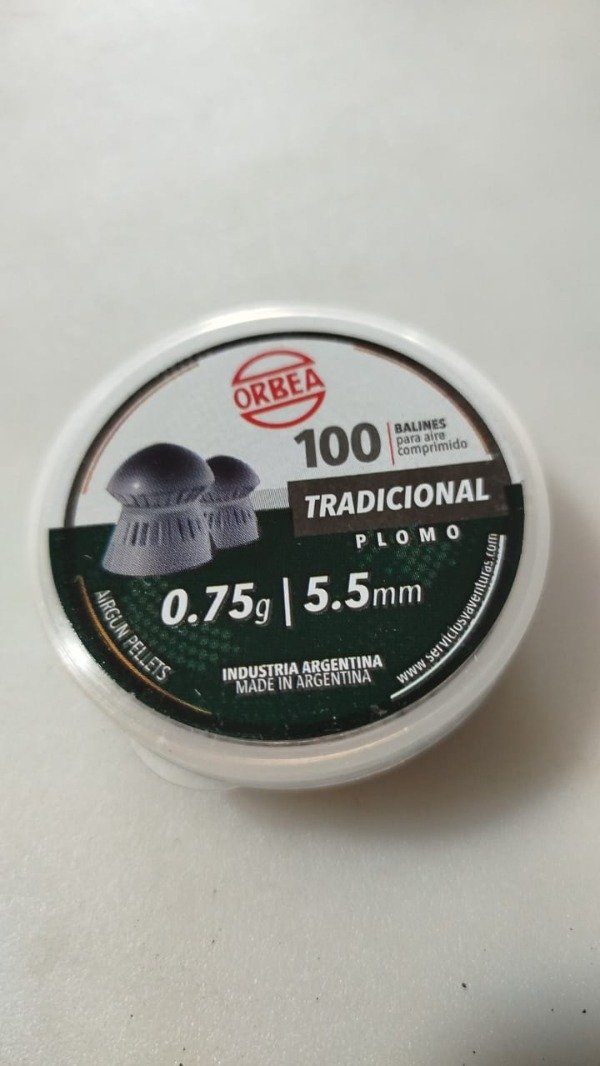 ORBEA
100
BALINES
para aire
comprimido
TRADICIONAL
PLOMO
0.75g | 5.5mm
AIRGUN PELLETS
INDUSTRIA ARGENTINA
MADE IN ARGENTINA
www.serviciosyaventuras.com